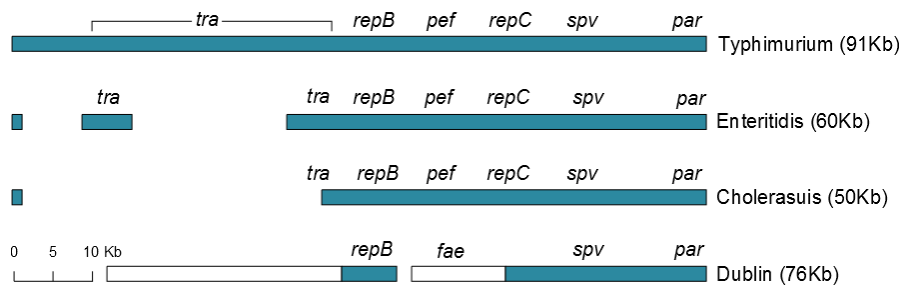 tra repB pef repC spv par
Typhimurium (91Kb)
tra tra repB pef repC spv par
Enteritidis (60Kb)
tra repB pef repC spv par
Cholerasuis (50Kb)
0 5 10 Kb repB fae spv par
Dublin (76Kb)